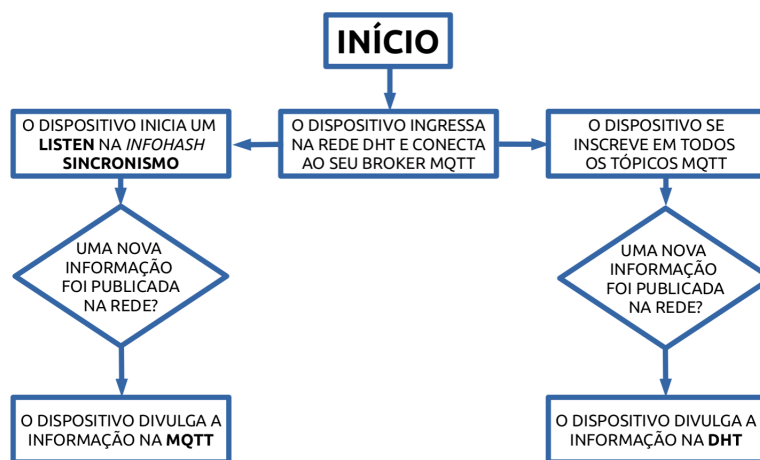 INÍCIO
O DISPOSITIVO INICIA UM
LISTEN NA INFOHASH
SINCRONISMO
O DISPOSITIVO INGRESSA
NA REDE DHT E CONECTA
AO SEU BROKER MQTT
O DISPOSITIVO SE
INSCREVE EM TODOS
OS TÓPICOS MQTT
UMA NOVA
INFORMAÇÃO
FOI PUBLICADA
NA REDE?
UMA NOVA
INFORMAÇÃO
FOI PUBLICADA
NA REDE?
O DISPOSITIVO DIVULGA A
INFORMAÇÃO NA MQTT
O DISPOSITIVO DIVULGA A
INFORMAÇÃO NA DHT